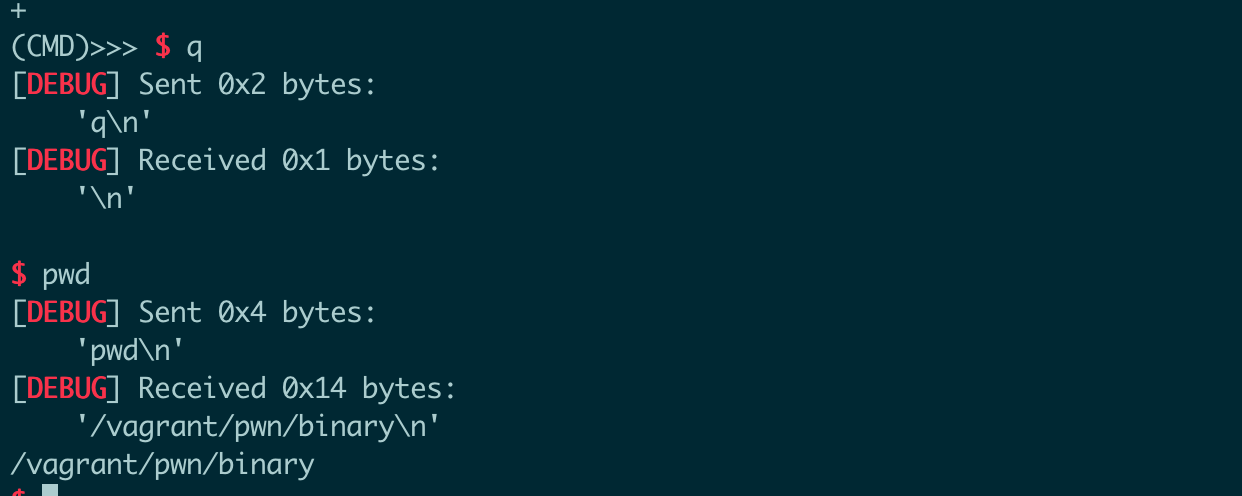 +
(CMD)>>> $ q
[DEBUG] Sent 0x2 bytes:
    'q\n'
[DEBUG] Received 0x1 bytes:
    '\n'
$ pwd
[DEBUG] Sent 0x4 bytes:
    'pwd\n'
[DEBUG] Received 0x14 bytes:
    '/vagrant/pwn/binary\n'
/vagrant/pwn/binary
$